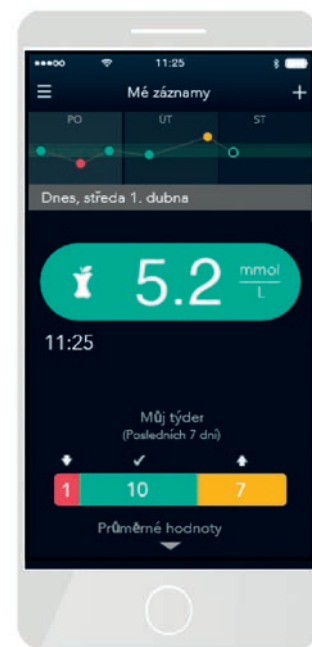 11:25
Mé záznamy
PO ÚT ST
Dnes, středa 1. dubna
5.2 mmol
L
11:25
Můj týden
(Posledních 7 dní)
1 10 7
Průměrné hodnoty